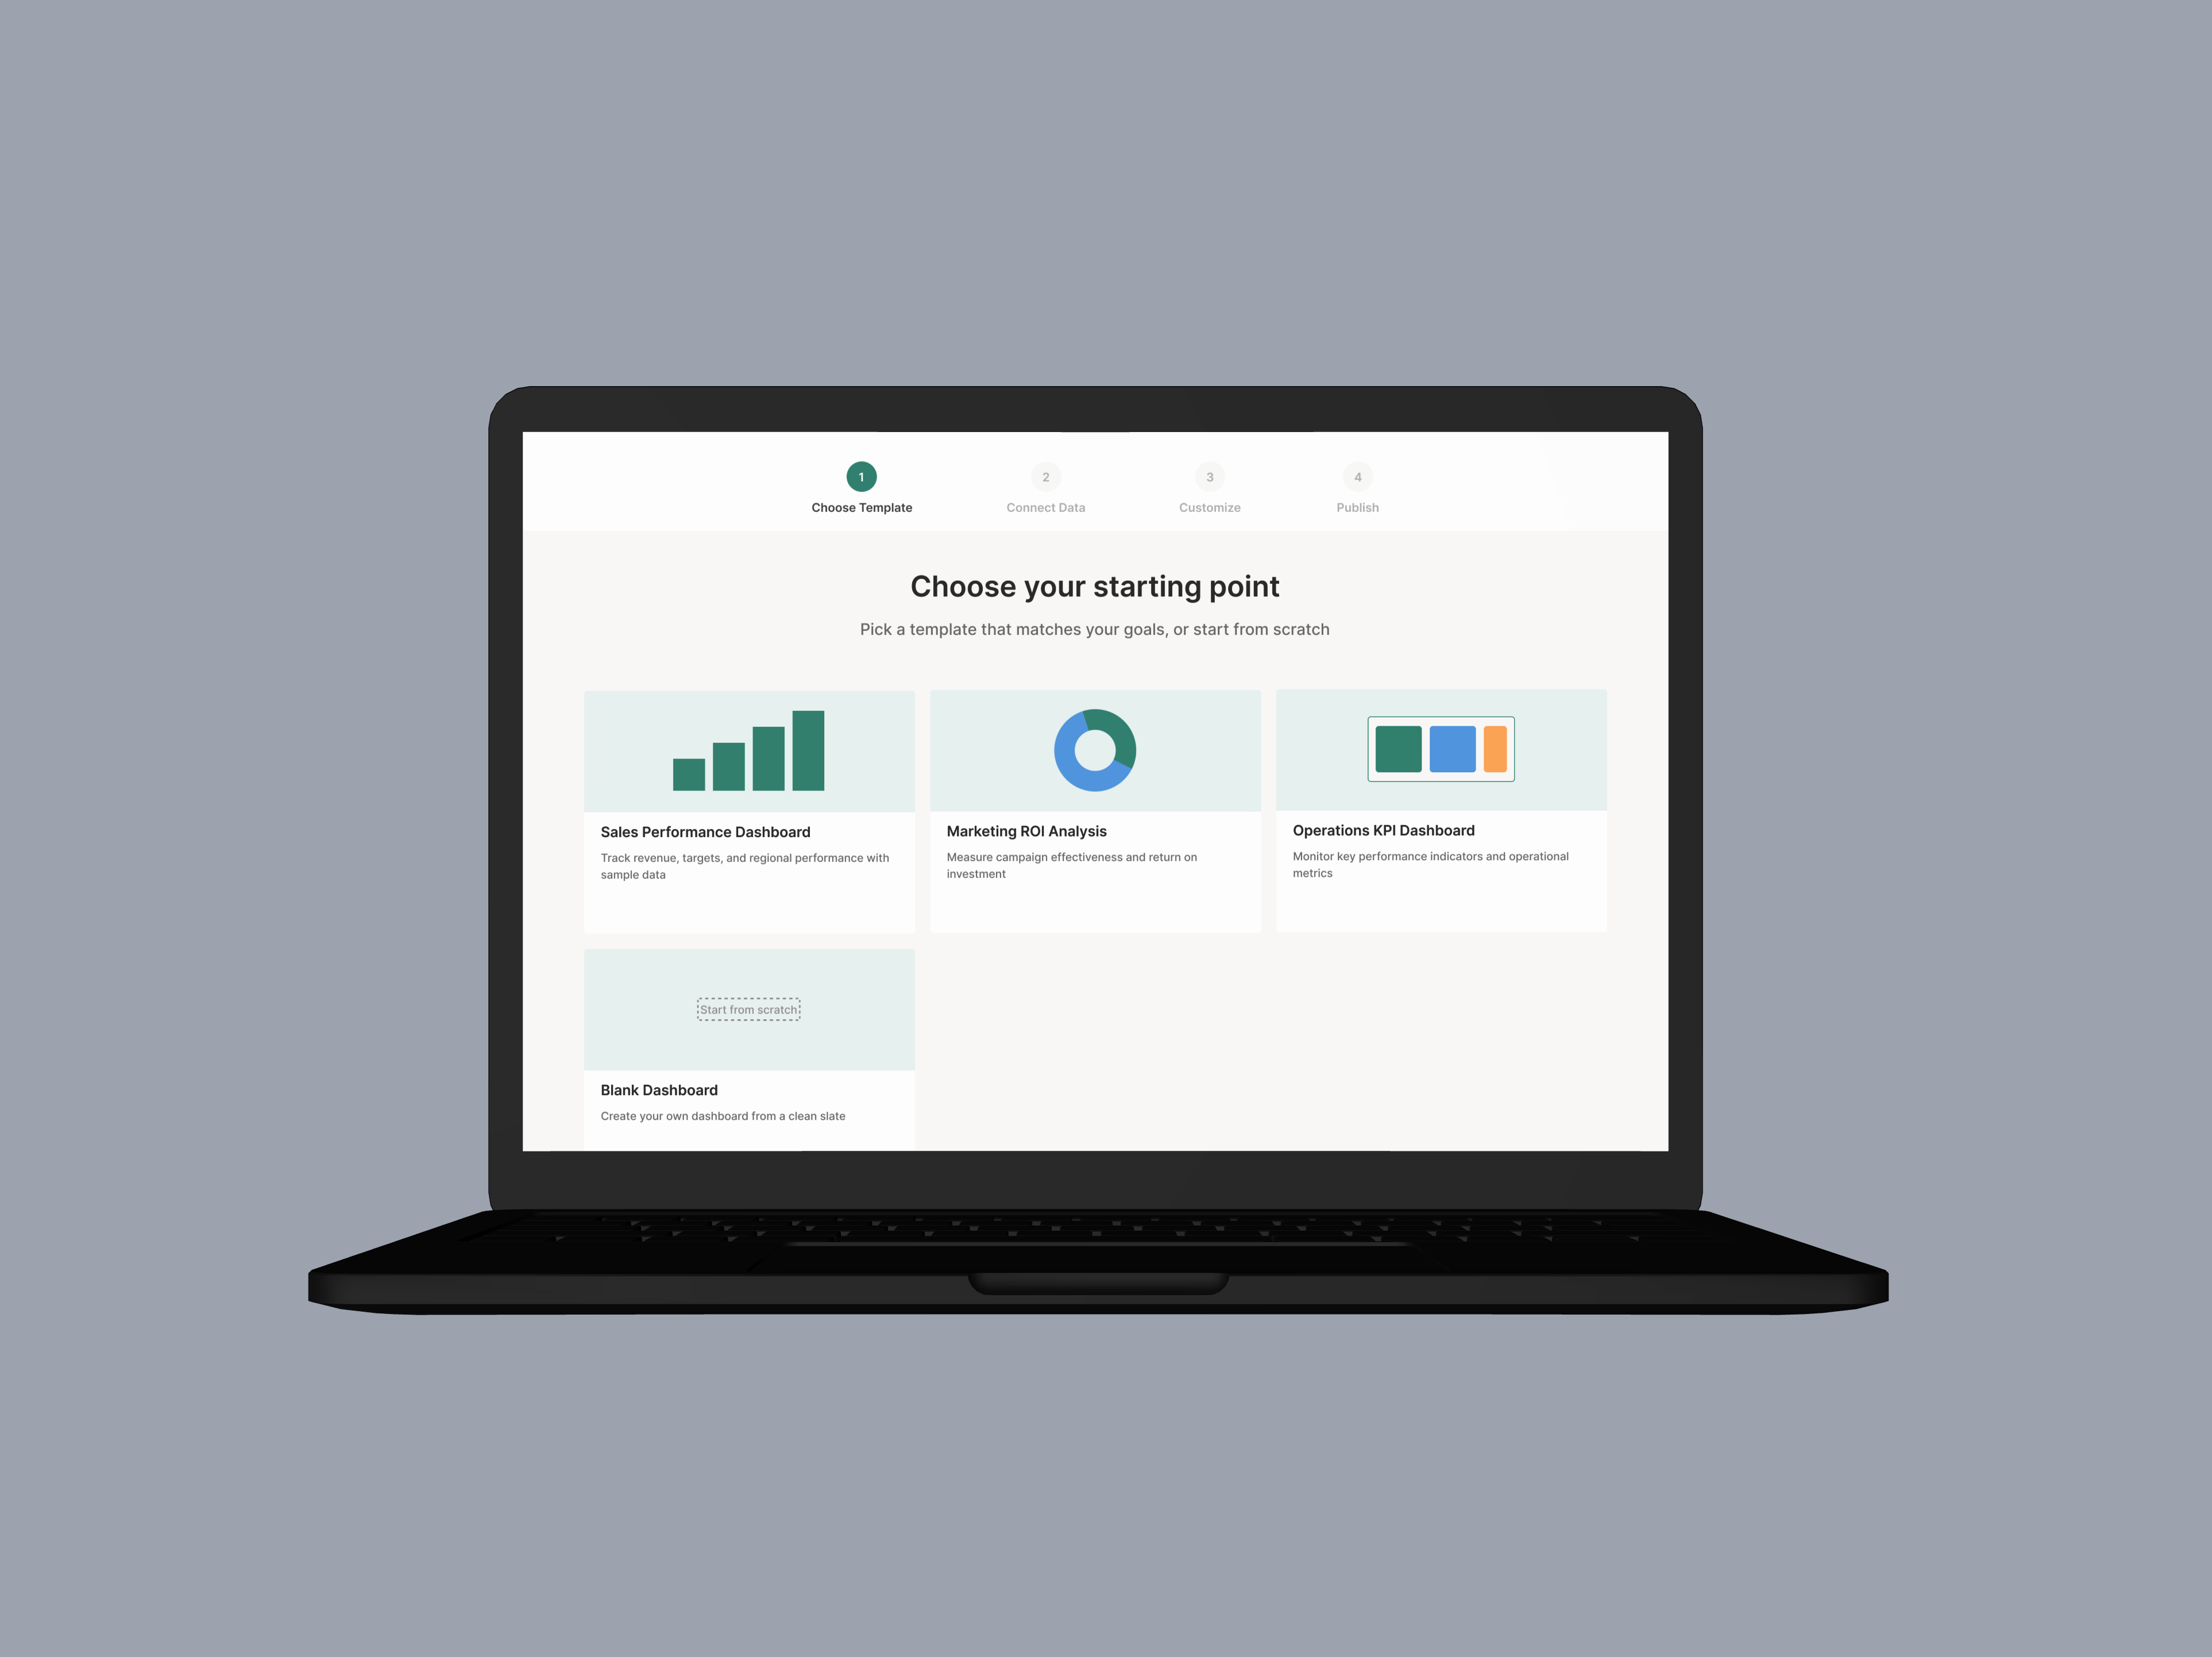 1
Choose Template
2
Connect Data
3
Customize
4
Publish
Choose your starting point
Pick a template that matches your goals, or start from scratch
Sales Performance Dashboard
Track revenue, targets, and regional performance with
sample data
Marketing ROI Analysis
Measure campaign effectiveness and return on
investment
Operations KPI Dashboard
Monitor key performance indicators and operational
metrics
Start from scratch
Blank Dashboard
Create your own dashboard from a clean slate